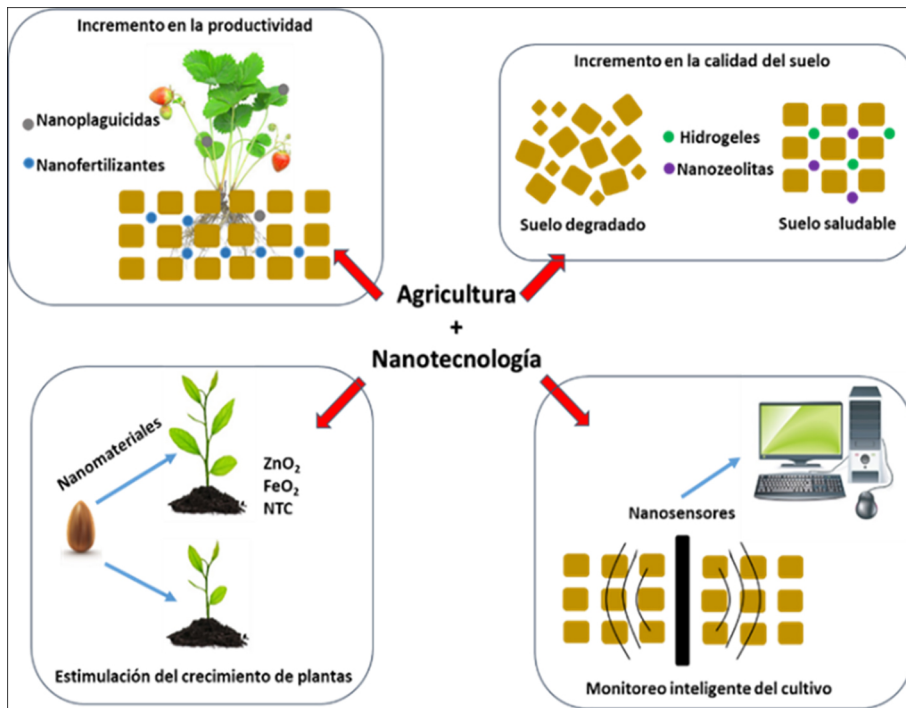 Incremento en la productividad
Nanoplaguicidas
Nanofertilizantes
Incremento en la calidad del suelo
Hidrogeles
Nanozeolitas
Suelo degradado
Suelo saludable
Agricultura
+
Nanotecnología
Nanomateriales
ZnO₂
FeO₂
NTC
Estimulación del crecimiento de plantas
Nanosensores
Monitoreo inteligente del cultivo